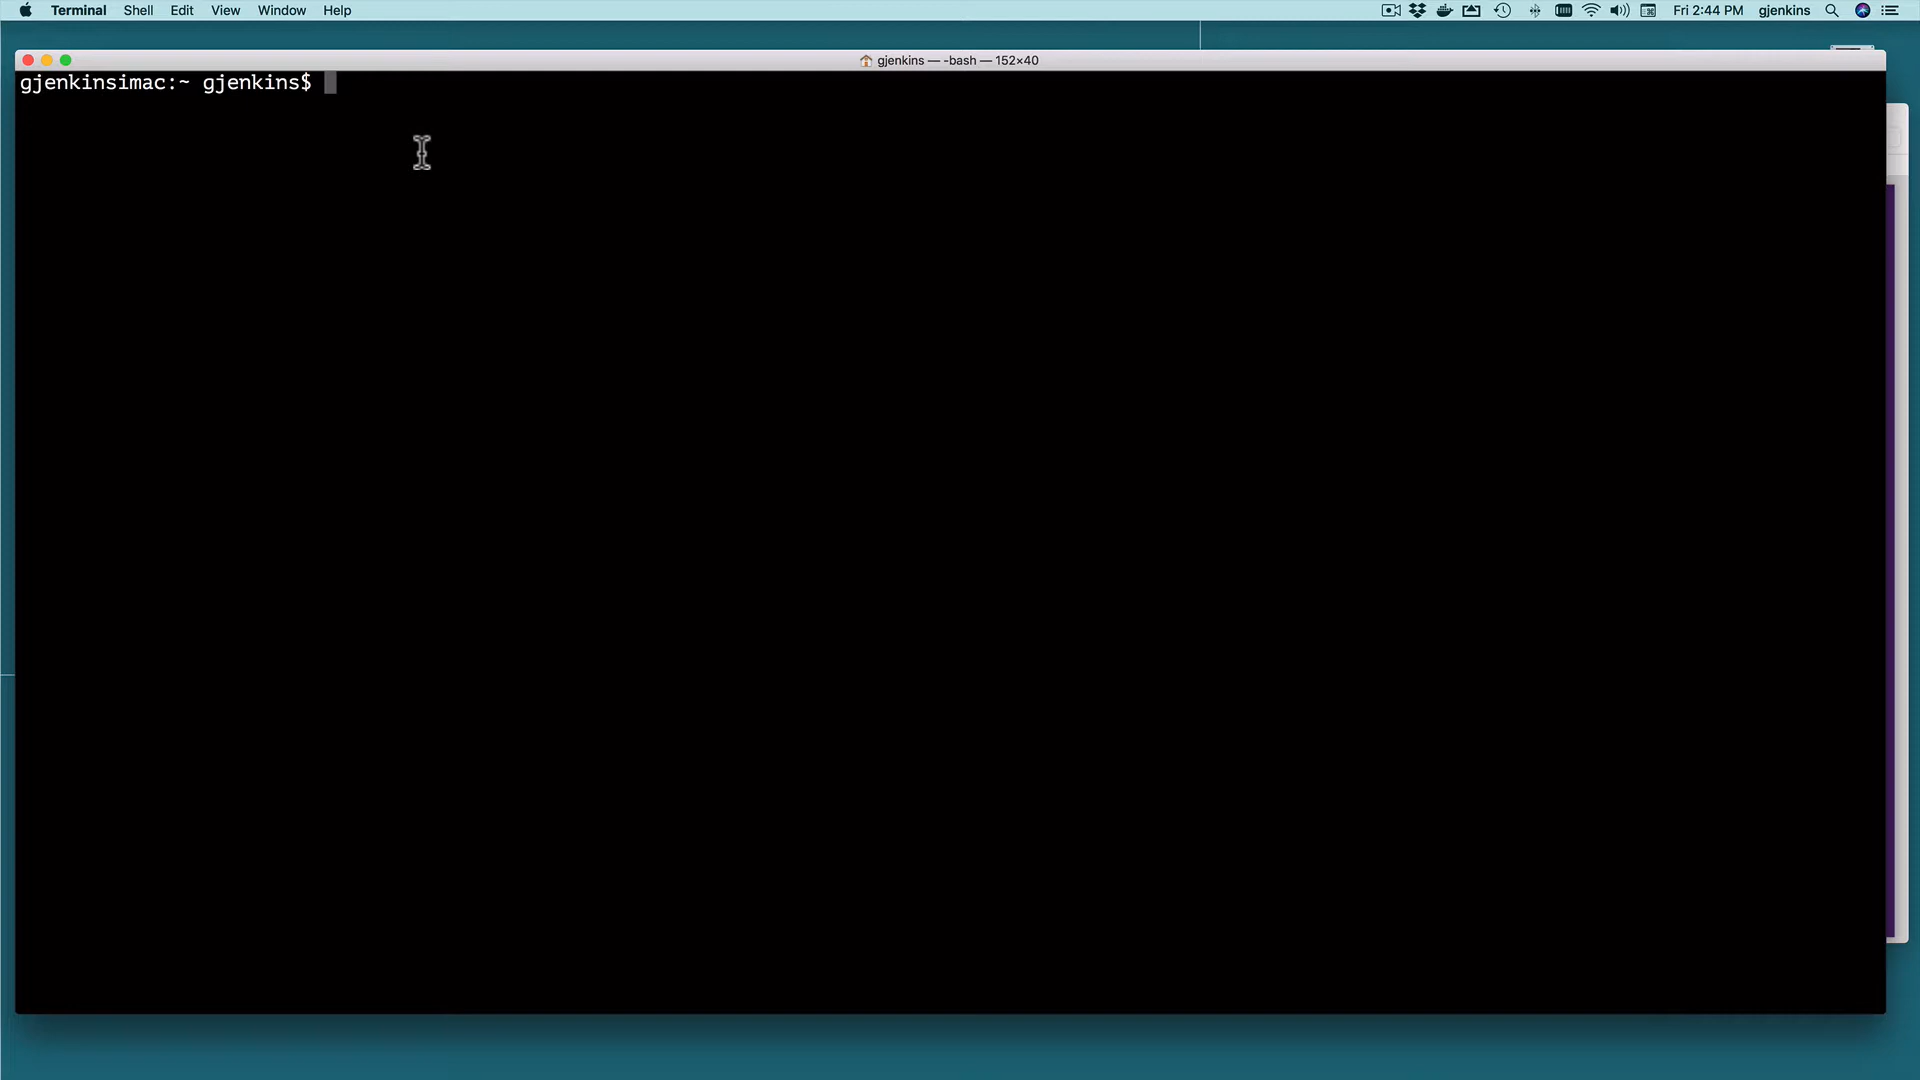 Terminal Shell Edit View Window Help Fri 2:44 PM gjenkins
gjenkins — -bash — 152×40
gjenkinsimac:~ gjenkins$